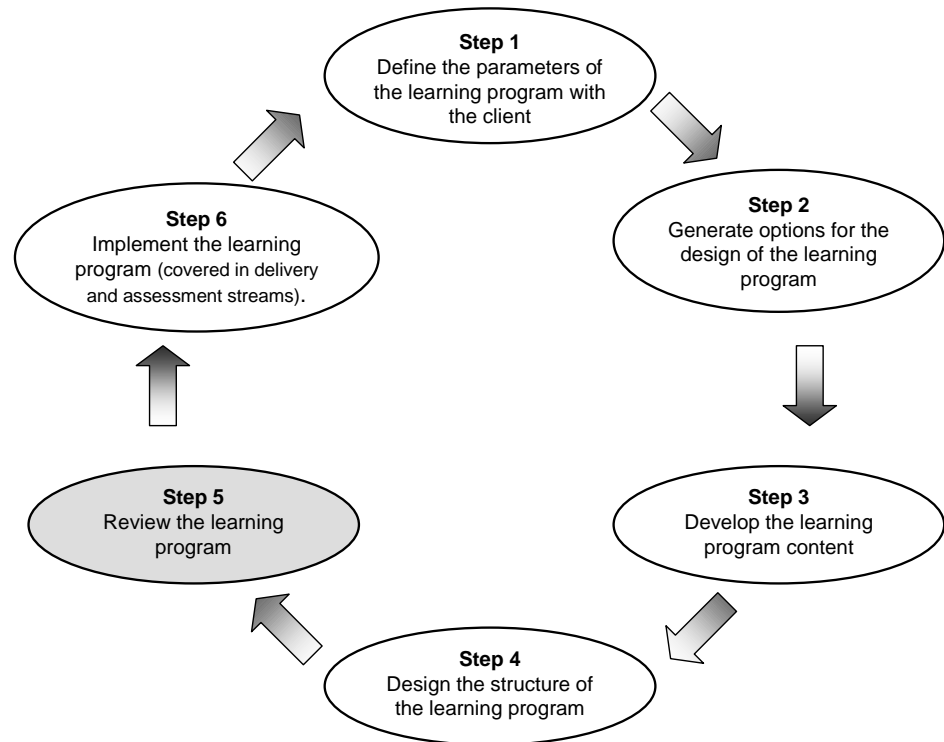 Step 1
Define the parameters of
the learning program with
the client
Step 2
Generate options for the
design of the learning
program
Step 3
Develop the learning
program content
Step 4
Design the structure of
the learning program
Step 5
Review the learning
program
Step 6
Implement the learning
program (covered in delivery
and assessment streams).